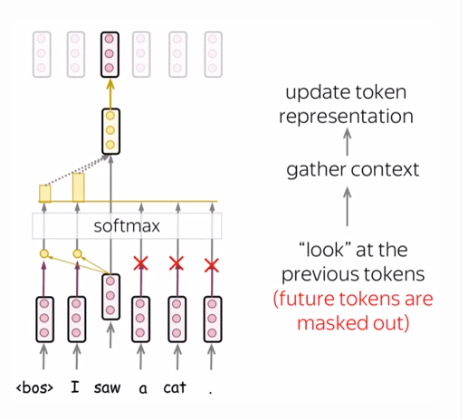 update token
representation
gather context
softmax
"look" at the
previous tokens
(future tokens are
masked out)
<bos> I saw a cat .